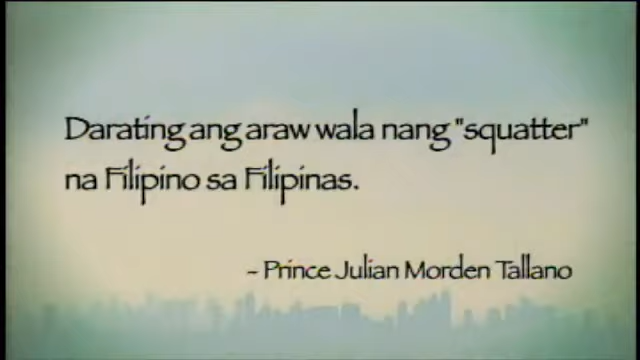 Darating ang araw wala nang "squatter"
na Filipino sa Filipinas.
- Prince Julian Morden Tallano